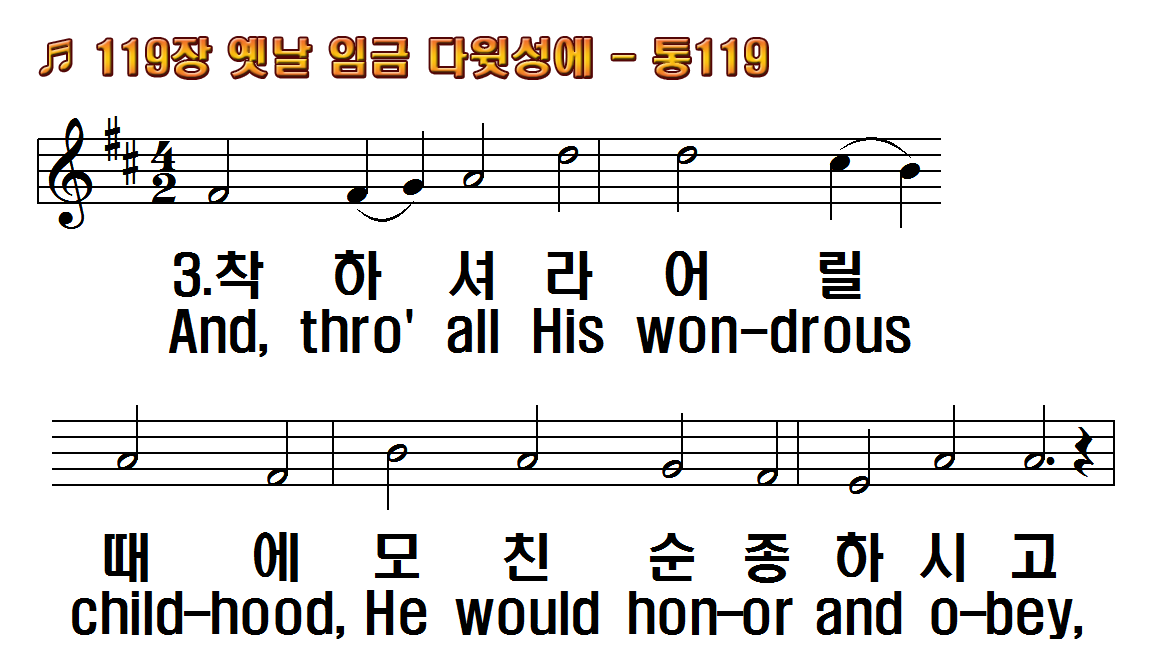 ♬ 119장 옛날 임금 다윗성에 - 통119
4
2
3.착 하 셔 라 어 릴
And, thro' all His won-drous
때 에 모 친 순 종 하 시 고
child-hood, He would hon-or and o-bey,